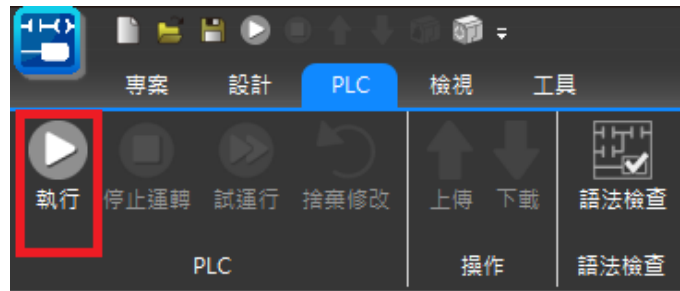 專案 設計 PLC 檢視 工具
執行 停止運轉 試運行 捨棄修改 上傳 下載 語法檢查
PLC 操作 語法檢查